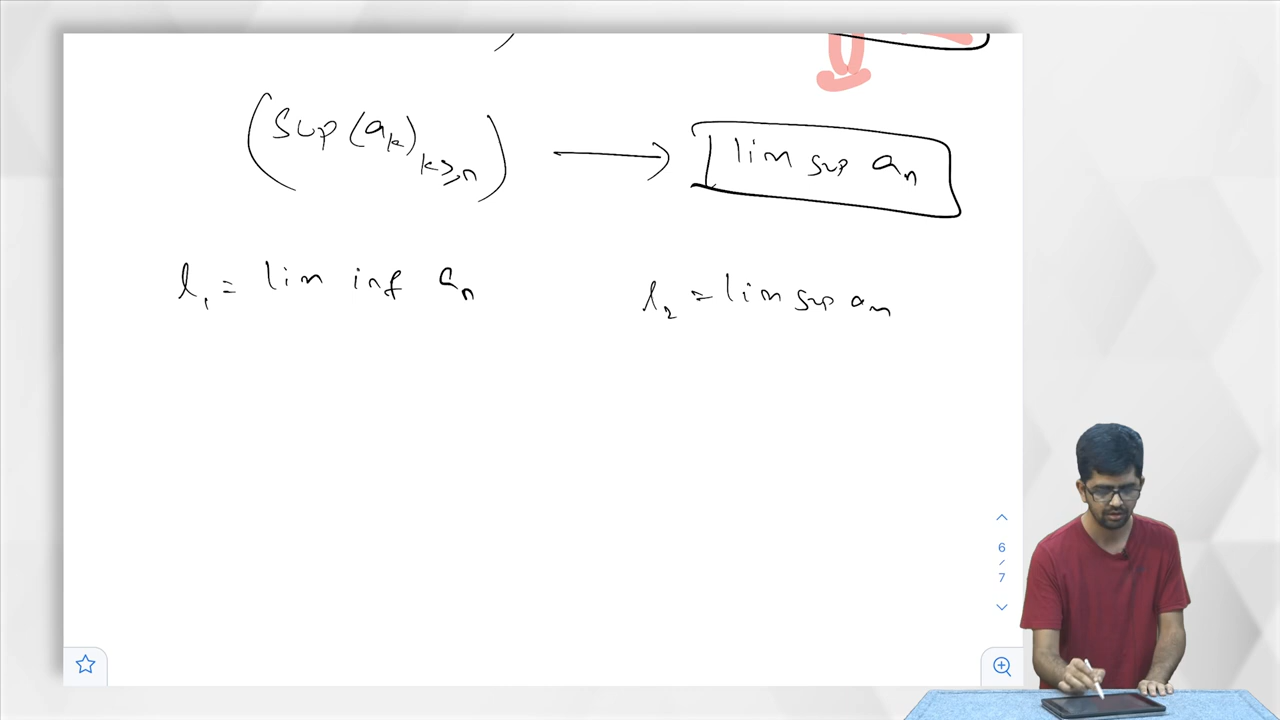 (sup(a_k)_{k≥n}) ⟶ lim sup a_n
l_1 = lim inf a_n l_2 = lim sup a_n
6
/
7